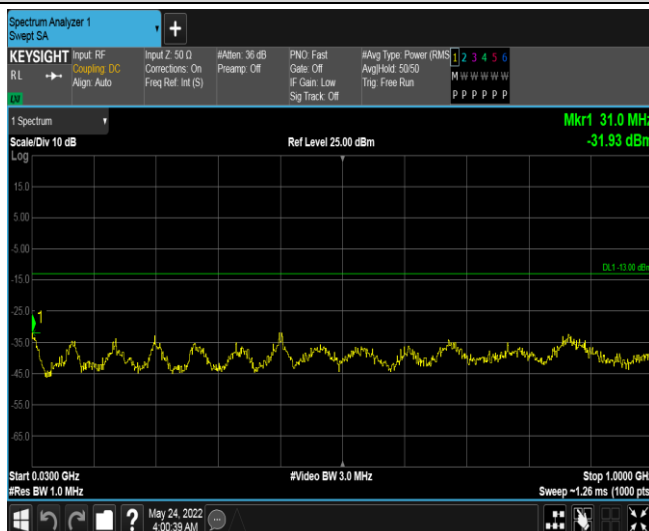 Spectrum Analyzer 1
Swept SA
KEYSIGHT Input: RF Input Z: 50 Ω #Atten: 36 dB PNO: Fast #Avg Type: Power (RMS 1 2 3 4 5 6
RL Coupling: DC Corrections: On Preamp: Off Gate: Off Avg|Hold: 50/50 M W W W W W
Align: Auto Freq Ref: Int (S) IF Gain: Low Trig: Free Run
Sig Track: Off P P P P P P
LXI
1 Spectrum Mkr1 31.0 MHz
Scale/Div 10 dB Ref Level 25.00 dBm -31.93 dBm
Log
15.0
5.00
-5.00
DL1 -13.00 dBm
-15.0
-25.0
1
-35.0
-45.0
-55.0
-65.0
Start 0.0300 GHz #Video BW 3.0 MHz Stop 1.0000 GHz
#Res BW 1.0 MHz Sweep ~1.26 ms (1000 pts
? May 24, 2022
4:00:39 AM